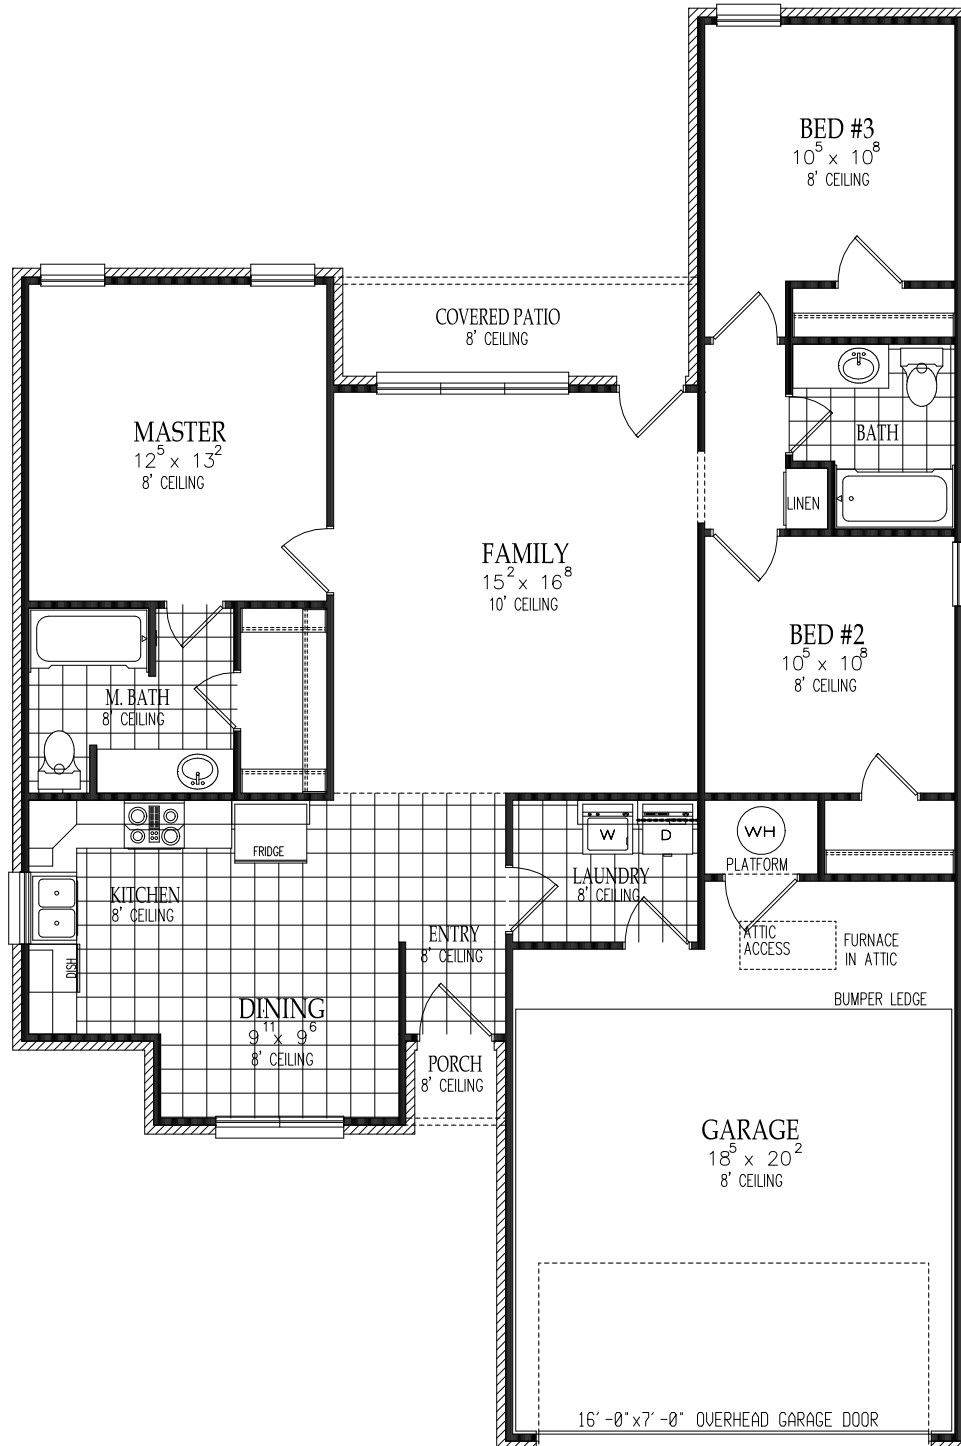 BED #3
10⁵ x 10⁸
8' CEILING
COVERED PATIO
8' CEILING
MASTER
12⁵ x 13²
8' CEILING
BATH
LINEN
FAMILY
15² x 16⁸
10' CEILING
BED #2
10⁵ x 10⁸
8' CEILING
M. BATH
8' CEILING
W
D
WH
PLATFORM
FRIDGE
LAUNDRY
8' CEILING
KITCHEN
8' CEILING
ENTRY
8' CEILING
ATTIC
ACCESS
FURNACE
IN ATTIC
DISH
BUMPER LEDGE
DINING
9¹¹ x 9⁶
8' CEILING
PORCH
8' CEILING
GARAGE
18⁵ x 20²
8' CEILING
16'-0"x7'-0" OVERHEAD GARAGE DOOR